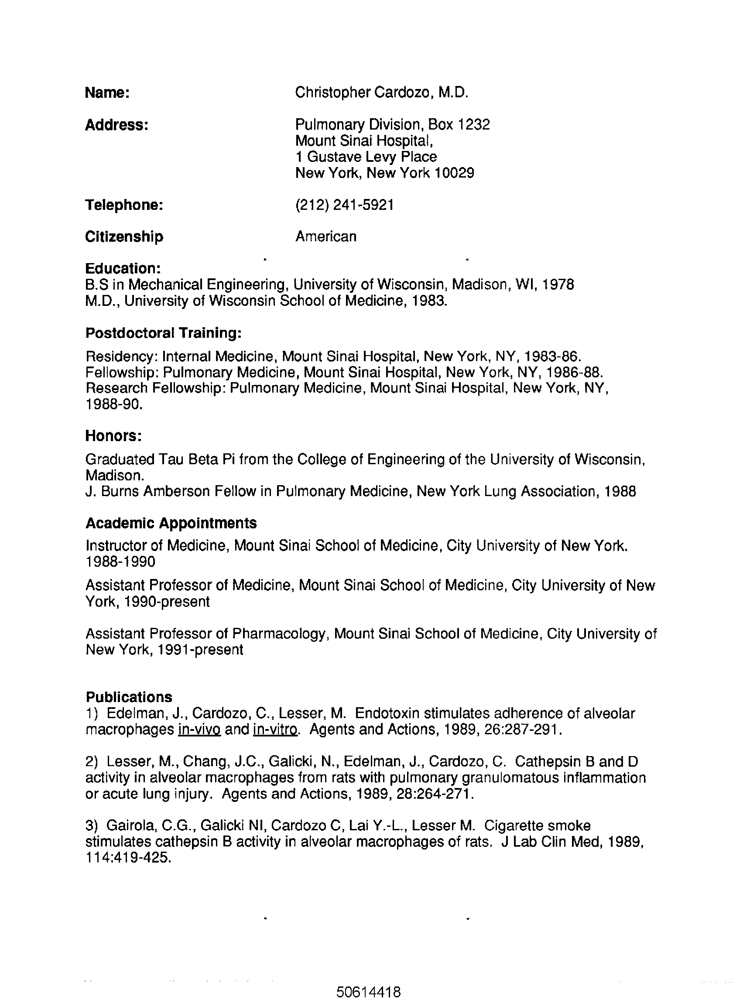 Name: Christopher Cardozo, M.D.
Address: Pulmonary Division, Box 1232
Mount Sinai Hospital,
1 Gustave Levy Place
New York, New York 10029
Telephone: (212) 241-5921
Citizenship American
Education:
B.S in Mechanical Engineering, University of Wisconsin, Madison, WI, 1978
M.D., University of Wisconsin School of Medicine, 1983.
Postdoctoral Training:
Residency: Internal Medicine, Mount Sinai Hospital, New York, NY, 1983-86.
Fellowship: Pulmonary Medicine, Mount Sinai Hospital, New York, NY, 1986-88.
Research Fellowship: Pulmonary Medicine, Mount Sinai Hospital, New York, NY,
1988-90.
Honors:
Graduated Tau Beta Pi from the College of Engineering of the University of Wisconsin,
Madison.
J. Burns Amberson Fellow in Pulmonary Medicine, New York Lung Association, 1988
Academic Appointments
Instructor of Medicine, Mount Sinai School of Medicine, City University of New York.
1988-1990
Assistant Professor of Medicine, Mount Sinai School of Medicine, City University of New
York, 1990-present
Assistant Professor of Pharmacology, Mount Sinai School of Medicine, City University of
New York, 1991-present
Publications
1) Edelman, J., Cardozo, C., Lesser, M. Endotoxin stimulates adherence of alveolar
macrophages in-vivo and in-vitro. Agents and Actions, 1989, 26:287-291.
2) Lesser, M., Chang, J.C., Galicki, N., Edelman, J., Cardozo, C. Cathepsin B and D
activity in alveolar macrophages from rats with pulmonary granulomatous inflammation
or acute lung injury. Agents and Actions, 1989, 28:264-271.
3) Gairola, C.G., Galicki NI, Cardozo C, Lai Y.-L., Lesser M. Cigarette smoke
stimulates cathepsin B activity in alveolar macrophages of rats. J Lab Clin Med, 1989,
114:419-425.
50614418